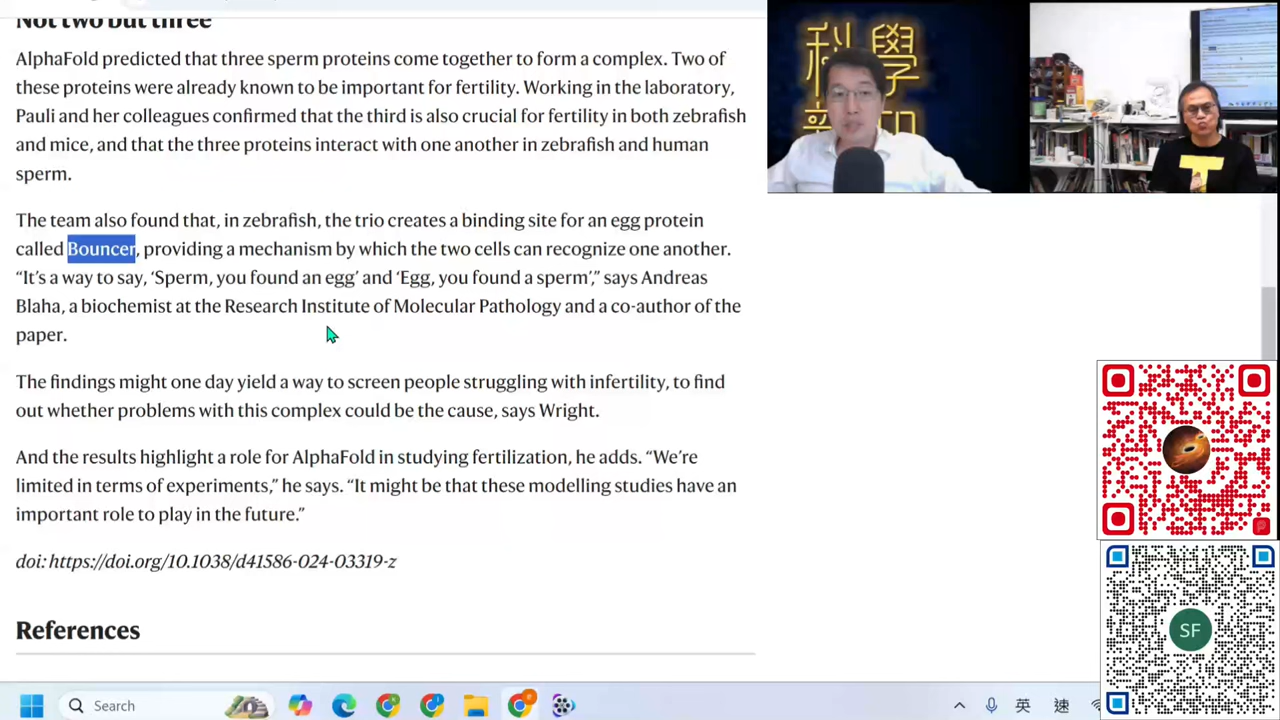 Not two but three
AlphaFold predicted that three sperm proteins come together to form a complex. Two of
these proteins were already known to be important for fertility. Working in the laboratory,
Pauli and her colleagues confirmed that the third is also crucial for fertility in both zebrafish
and mice, and that the three proteins interact with one another in zebrafish and human
sperm.
The team also found that, in zebrafish, the trio creates a binding site for an egg protein
called Bouncer, providing a mechanism by which the two cells can recognize one another.
“It’s a way to say, ‘Sperm, you found an egg’ and ‘Egg, you found a sperm’,” says Andreas
Blaha, a biochemist at the Research Institute of Molecular Pathology and a co-author of the
paper.
The findings might one day yield a way to screen people struggling with infertility, to find
out whether problems with this complex could be the cause, says Wright.
And the results highlight a role for AlphaFold in studying fertilization, he adds. “We’re
limited in terms of experiments,” he says. “It might be that these modelling studies have an
important role to play in the future.”
doi: https://doi.org/10.1038/d41586-024-03319-z
References
科學
T
SF
Search
英
速